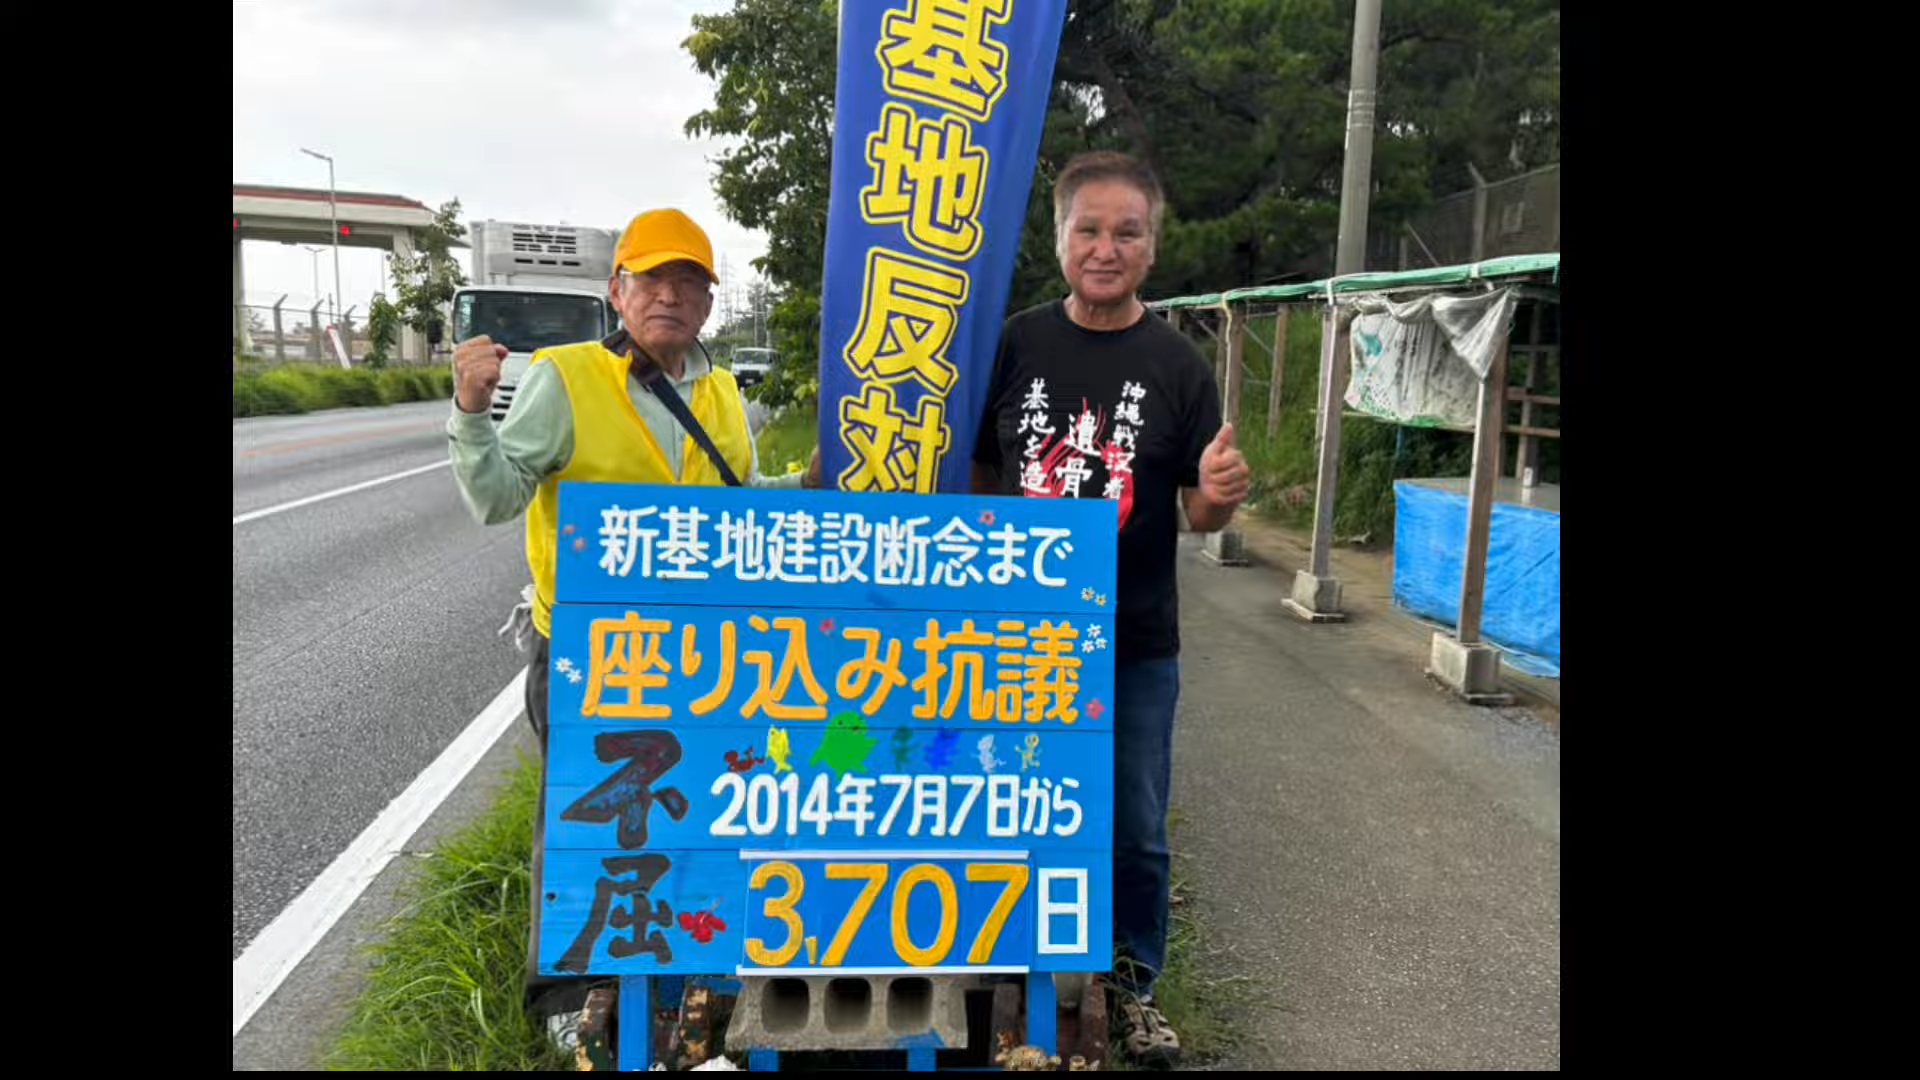 基地反対
沖縄戦没者
遺骨
基地を造
新基地建設断念まで
座り込み抗議
不屈
2014年7月7日から
3,707日